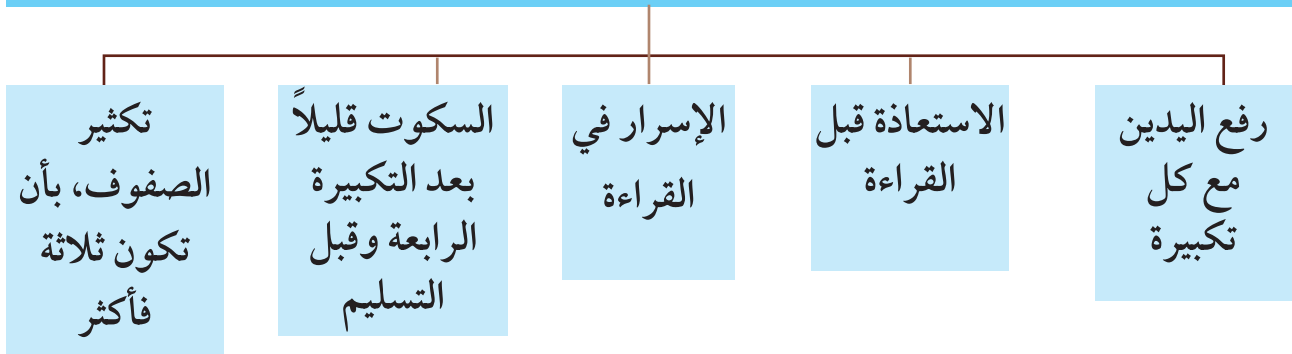 رفع اليدين
مع كل
تكبيرة
الاستعاذة قبل
القراءة
الإسرار في
القراءة
السكوت قليلاً
بعد التكبيرة
الرابعة وقبل
التسليم
تكثير
الصفوف، بأن
تكون ثلاثة
فأكثر